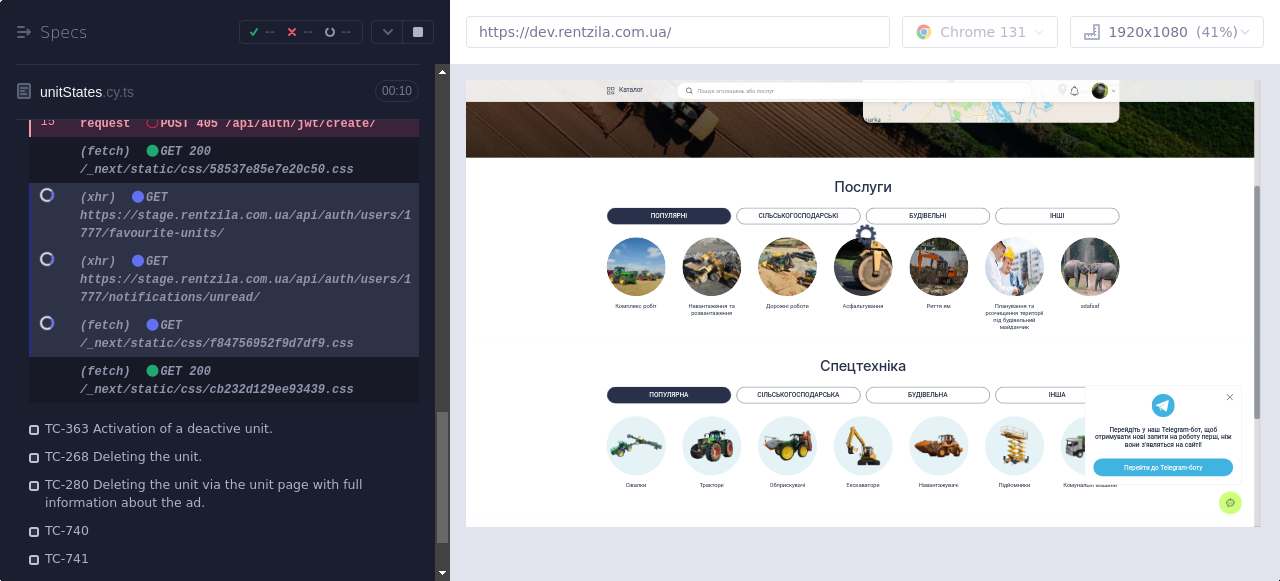 Specs
-- -- --
unitStates.cy.ts
00:10
15 request POST 405 /api/auth/jwt/create/
(fetch) GET 200
/_next/static/css/58537e85e7e20c50.css
(xhr) GET
https://stage.rentzila.com.ua/api/auth/users/1
777/favourite-units/
(xhr) GET
https://stage.rentzila.com.ua/api/auth/users/1
777/notifications/unread/
(fetch) GET
/_next/static/css/f84756952f9d7df9.css
(fetch) GET 200
/_next/static/css/cb232d129ee93439.css
TC-363 Activation of a deactive unit.
TC-268 Deleting the unit.
TC-280 Deleting the unit via the unit page with full
information about the ad.
TC-740
TC-741
https://dev.rentzila.com.ua/
Chrome 131
1920x1080 (41%)
Каталог
Пошук оголошень або послуг
Послуги
ПОПУЛЯРНІ
СІЛЬСЬКОГОСПОДАРСЬКІ
БУДІВЕЛЬНІ
ІНШІ
Комплекс робіт
Навантаження та
розвантаження
Дорожні роботи
Асфальтування
Риття ям
Планування та
розчищення території
під будівельний
майданчик
sdafsaf
Спецтехніка
ПОПУЛЯРНА
СІЛЬСЬКОГОСПОДАРСЬКА
БУДІВЕЛЬНА
ІНША
Сівалки
Трактори
Обприскувачі
Екскаватори
Навантажувачі
Підйомники
Комунальні машини
Перейдіть у наш Telegram-бот, щоб
отримувати нові запити на роботу перш, ніж
вони з'являться на сайті!
Перейти до Telegram-боту